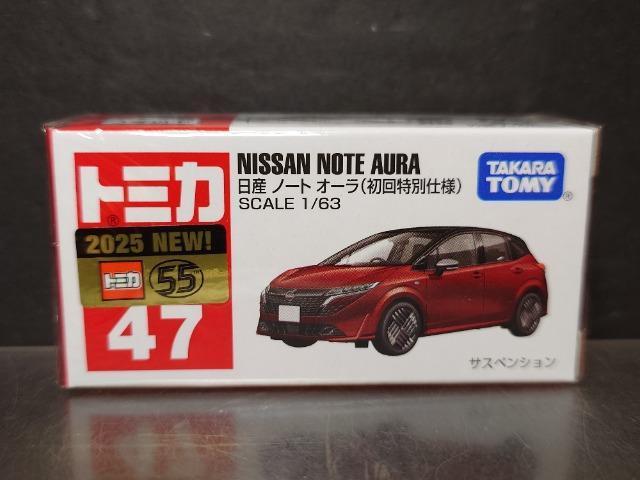 トミカ
®
2025 NEW!
トミカ 55th
47
NISSAN NOTE AURA
日産 ノート オーラ(初回特別仕様)
SCALE 1/63
TAKARA
TOMY®
サスペンション